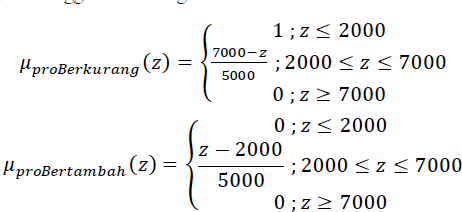 1 ; z ≤ 2000
μproBerkurang(z) = { 7000−z / 5000 ; 2000 ≤ z ≤ 7000
0 ; z ≥ 7000
0 ; z ≤ 2000
μproBertambah(z) = { z − 2000 / 5000 ; 2000 ≤ z ≤ 7000
0 ; z ≥ 7000